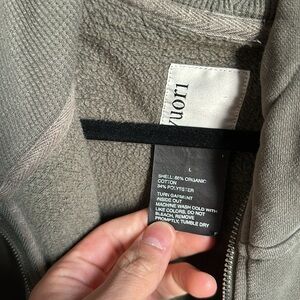 vuori
L
SHELL: 66% ORGANIC
COTTON
34% POLYESTER
TURN GARMENT
INSIDE OUT
MACHINE WASH COLD WITH
LIKE COLORS, DO NOT
BLEACH, REMOVE
PROMPTLY, TUMBLE DRY